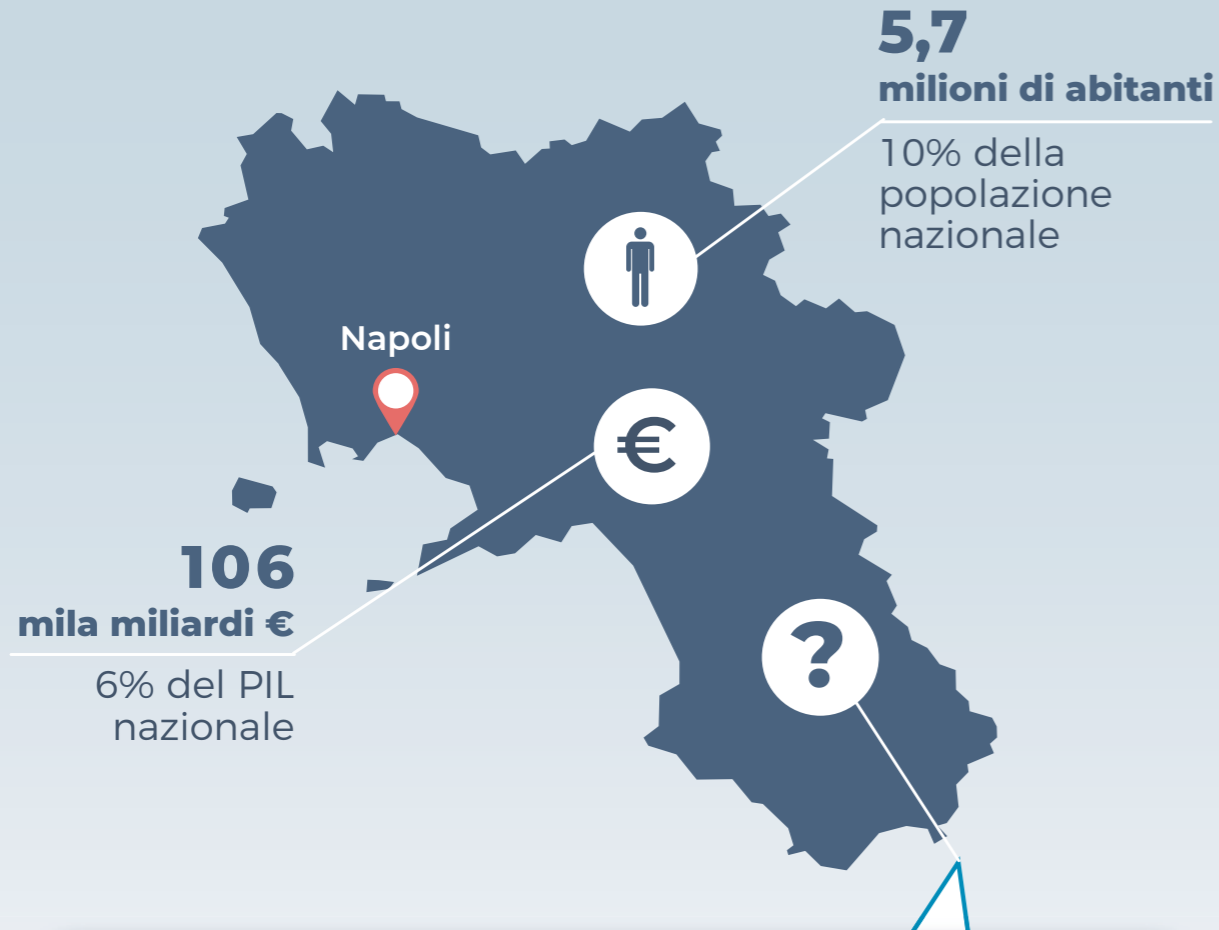 5,7
milioni di abitanti
10% della
popolazione
nazionale
Napoli
€
106
mila miliardi €
6% del PIL
nazionale
?